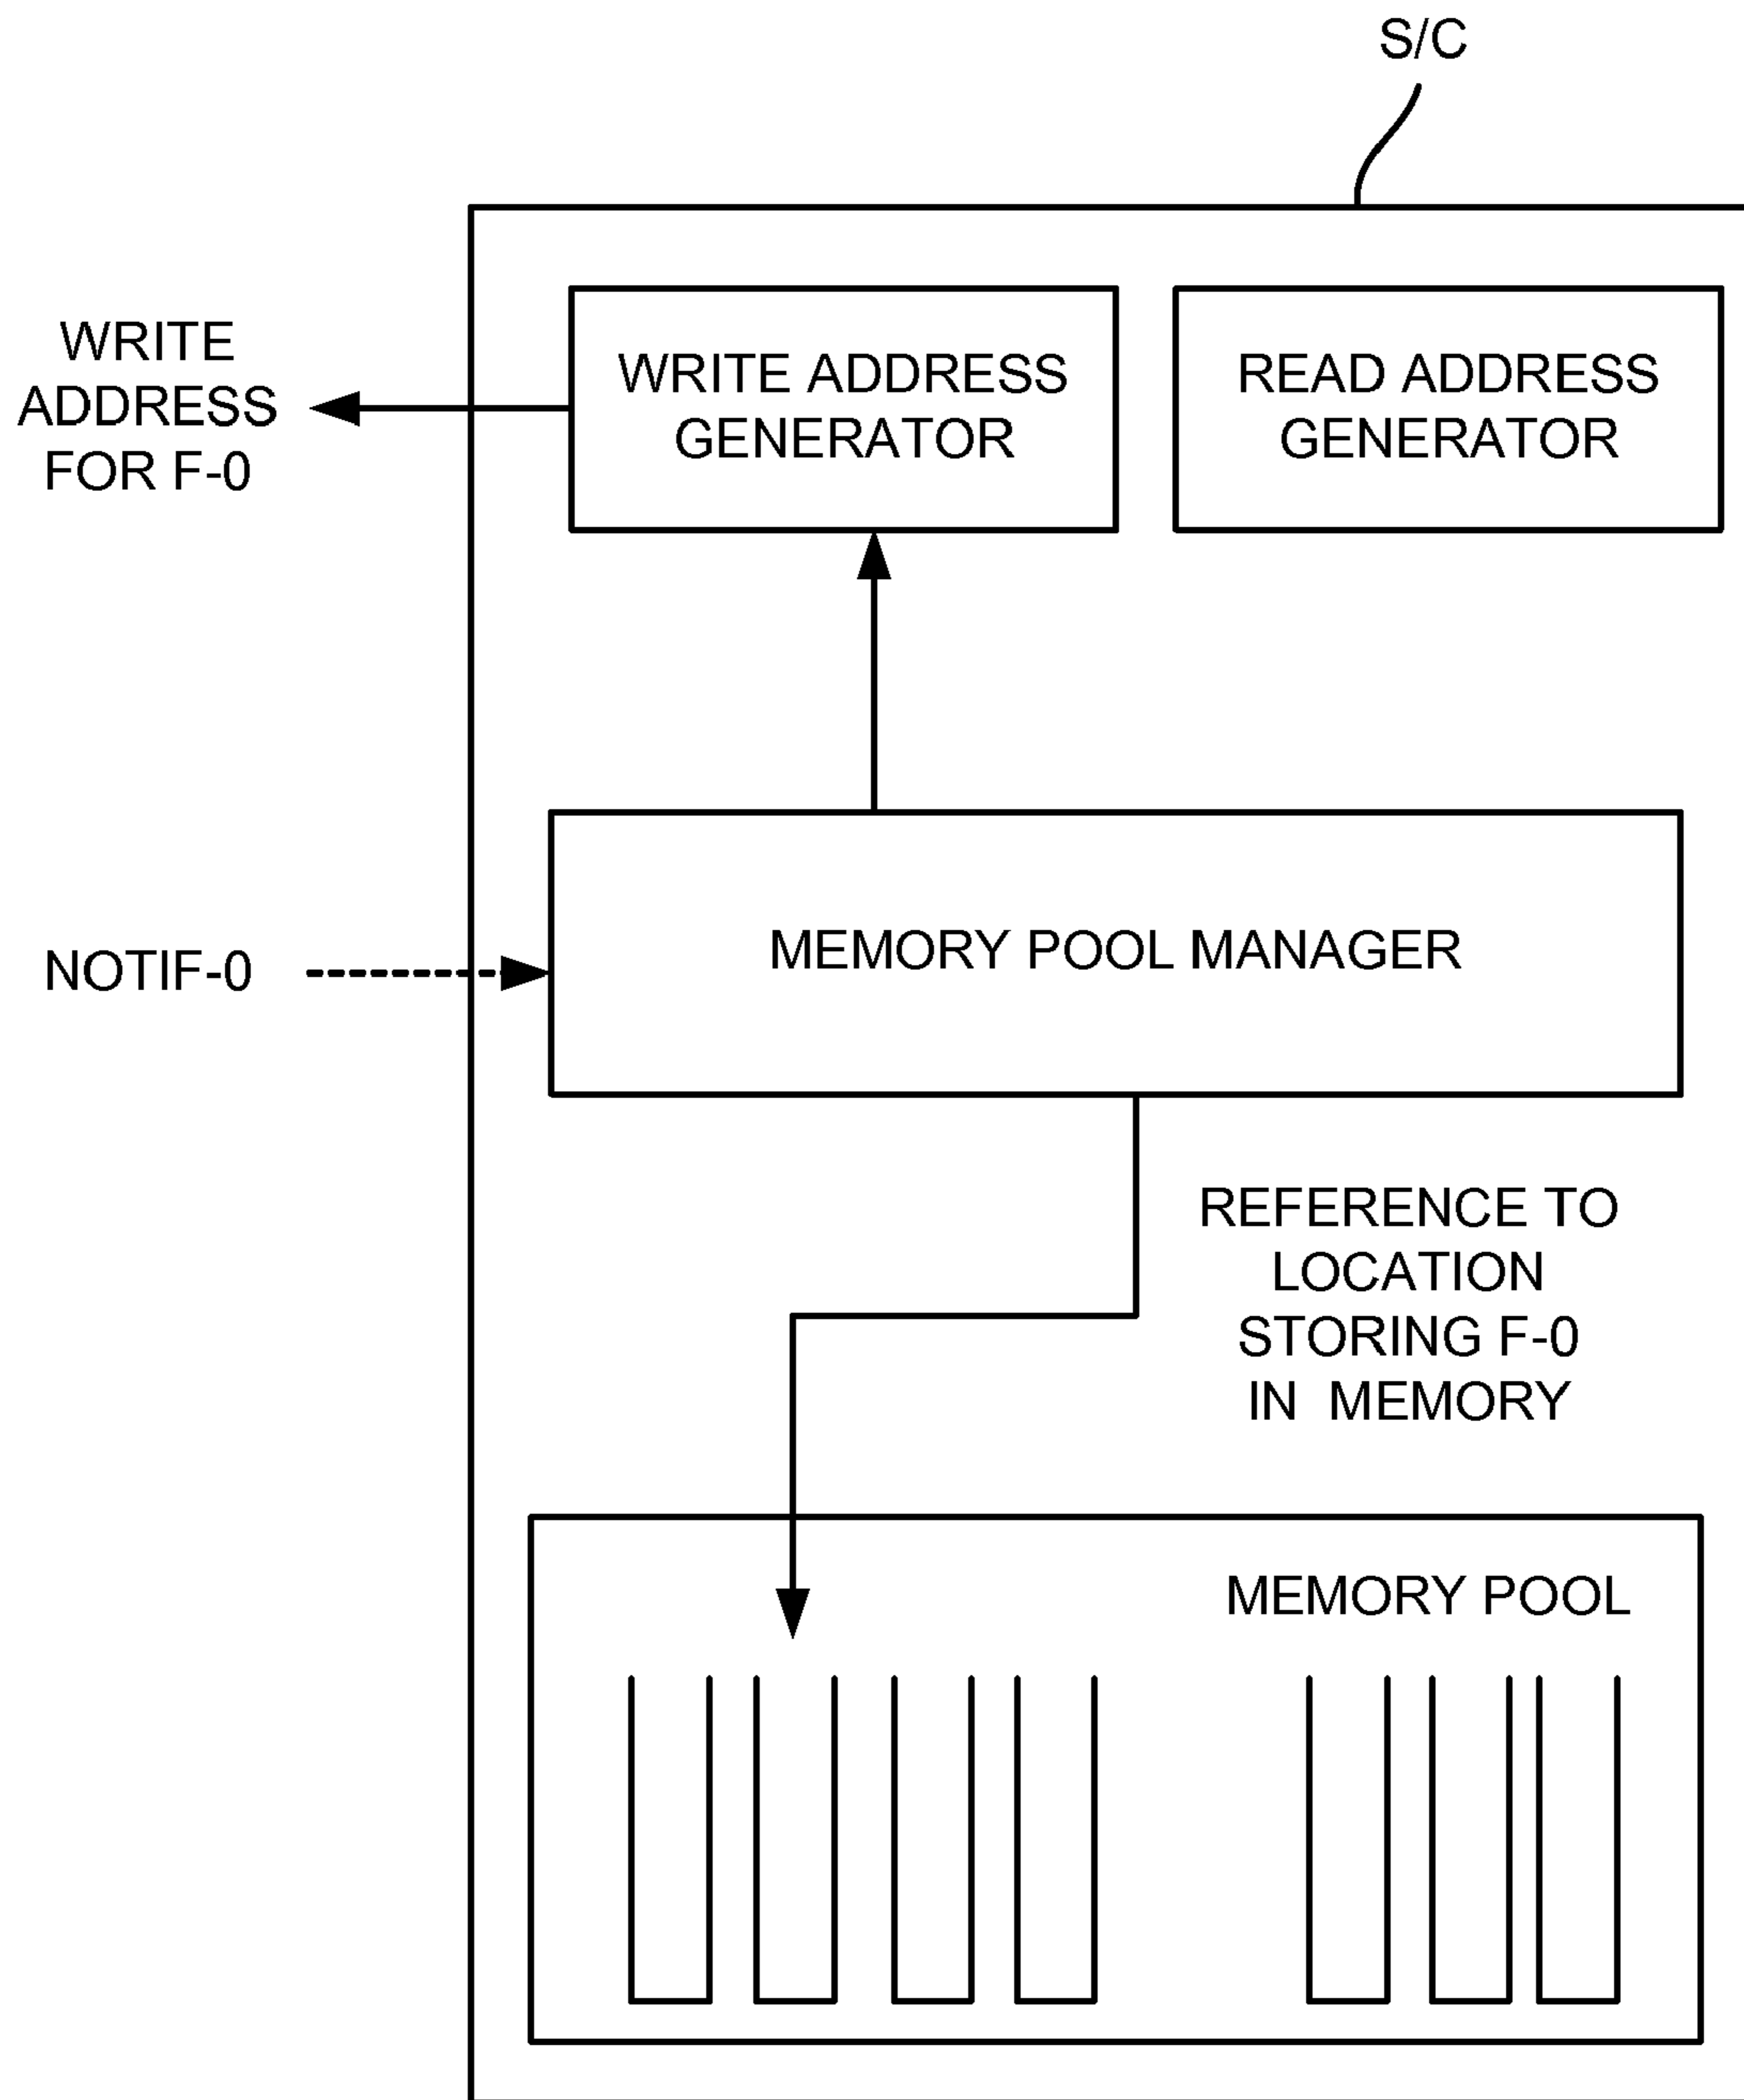 S/C
WRITE
ADDRESS
FOR F-0
WRITE ADDRESS
GENERATOR
READ ADDRESS
GENERATOR
NOTIF-0
MEMORY POOL MANAGER
REFERENCE TO
LOCATION
STORING F-0
IN MEMORY
MEMORY POOL